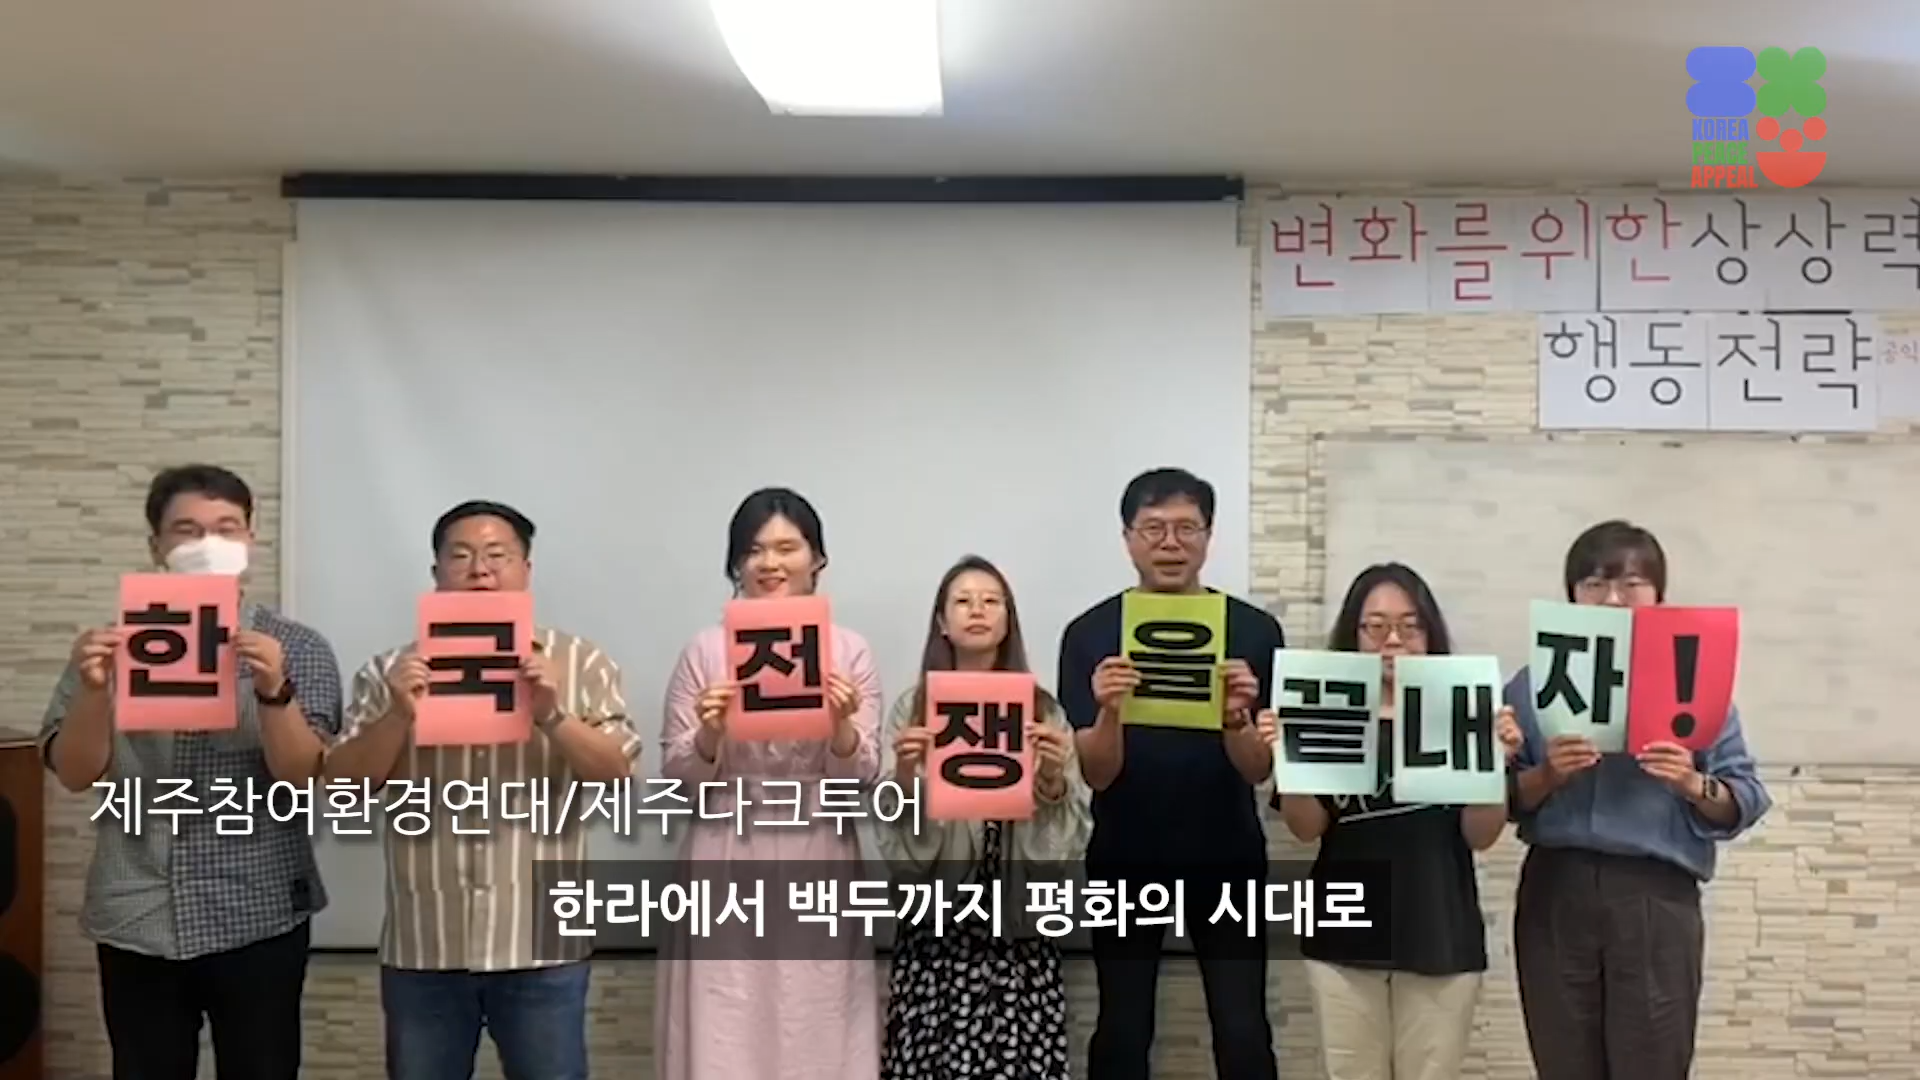 KOREA
PEACE
APPEAL
변화를위한상상력
행동전략
공익
한국전쟁을끝내자!
제주참여환경연대/제주다크투어
한라에서 백두까지 평화의 시대로